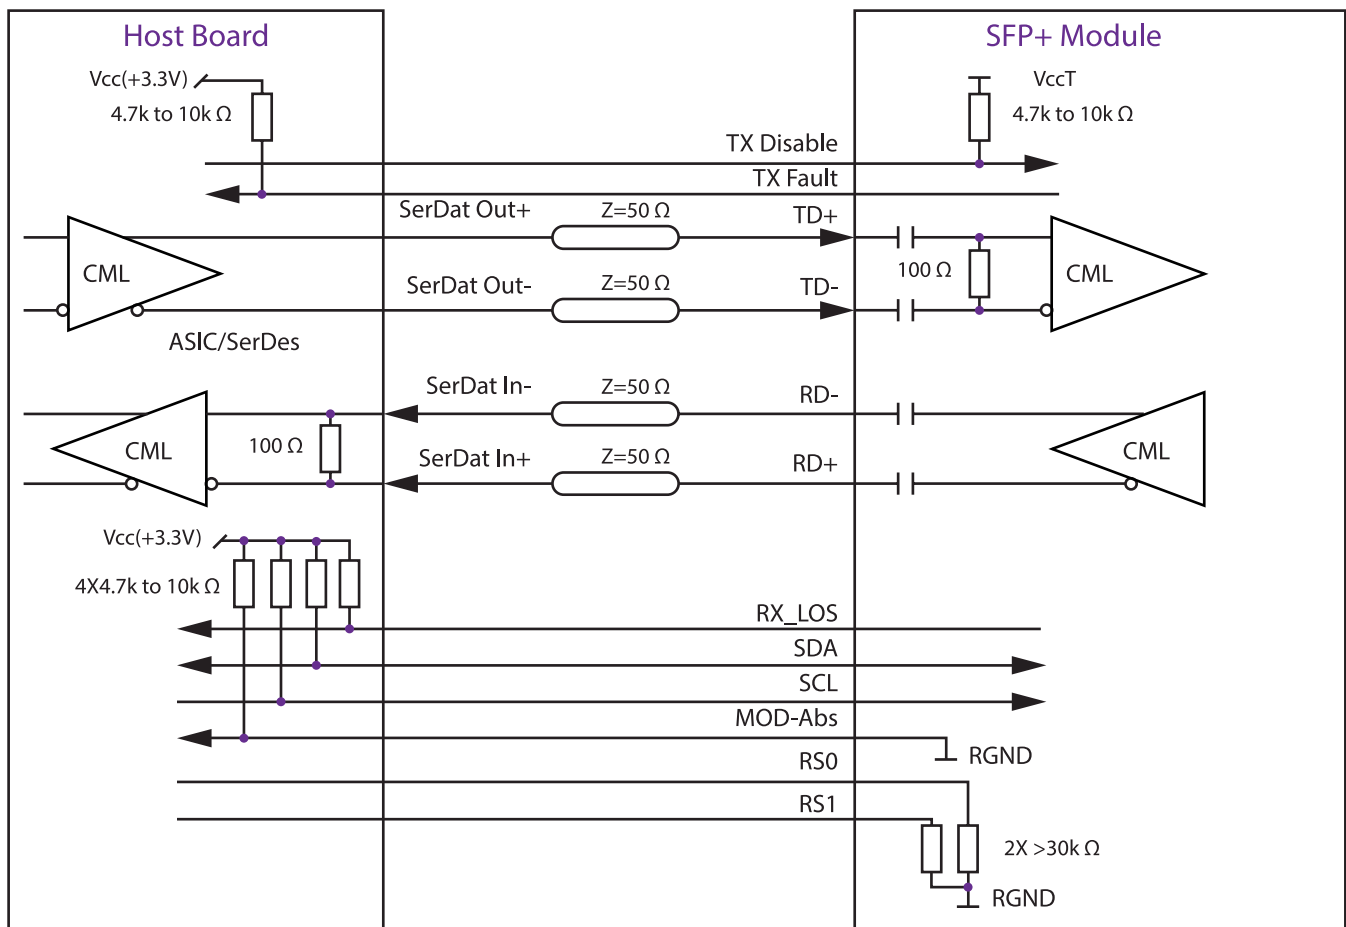 Host Board
SFP+ Module
Vcc(+3.3V)
4.7k to 10k Ω
VccT
4.7k to 10k Ω
TX Disable
TX Fault
SerDat Out+
Z=50 Ω
TD+
CML
100 Ω
CML
SerDat Out-
Z=50 Ω
TD-
ASIC/SerDes
SerDat In-
Z=50 Ω
RD-
CML
100 Ω
SerDat In+
Z=50 Ω
RD+
CML
Vcc(+3.3V)
4X4.7k to 10k Ω
RX_LOS
SDA
SCL
MOD-Abs
RGND
RS0
RS1
2X >30k Ω
RGND